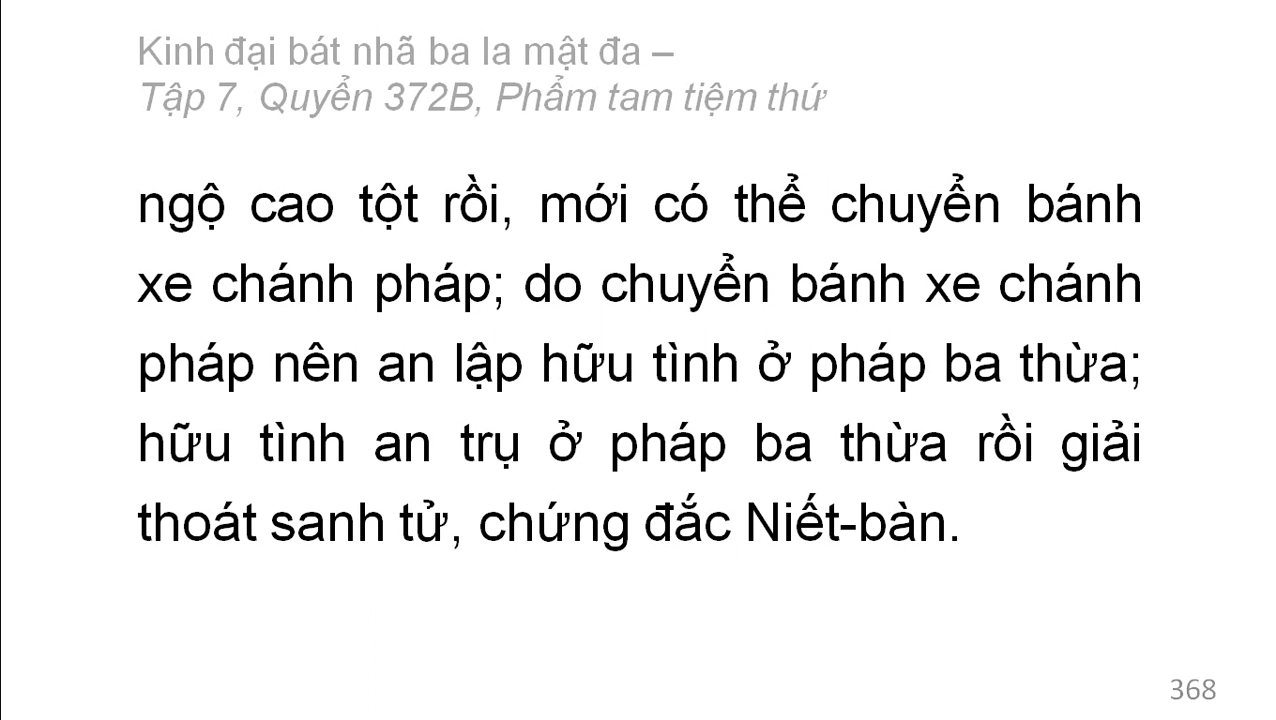 Kinh đại bát nhã ba la mật đa –
Tập 7, Quyển 372B, Phẩm tam tiệm thứ
ngộ cao tột rồi, mới có thể chuyển bánh
xe chánh pháp; do chuyển bánh xe chánh
pháp nên an lập hữu tình ở pháp ba thừa;
hữu tình an trụ ở pháp ba thừa rồi giải
thoát sanh tử, chứng đắc Niết-bàn.
368